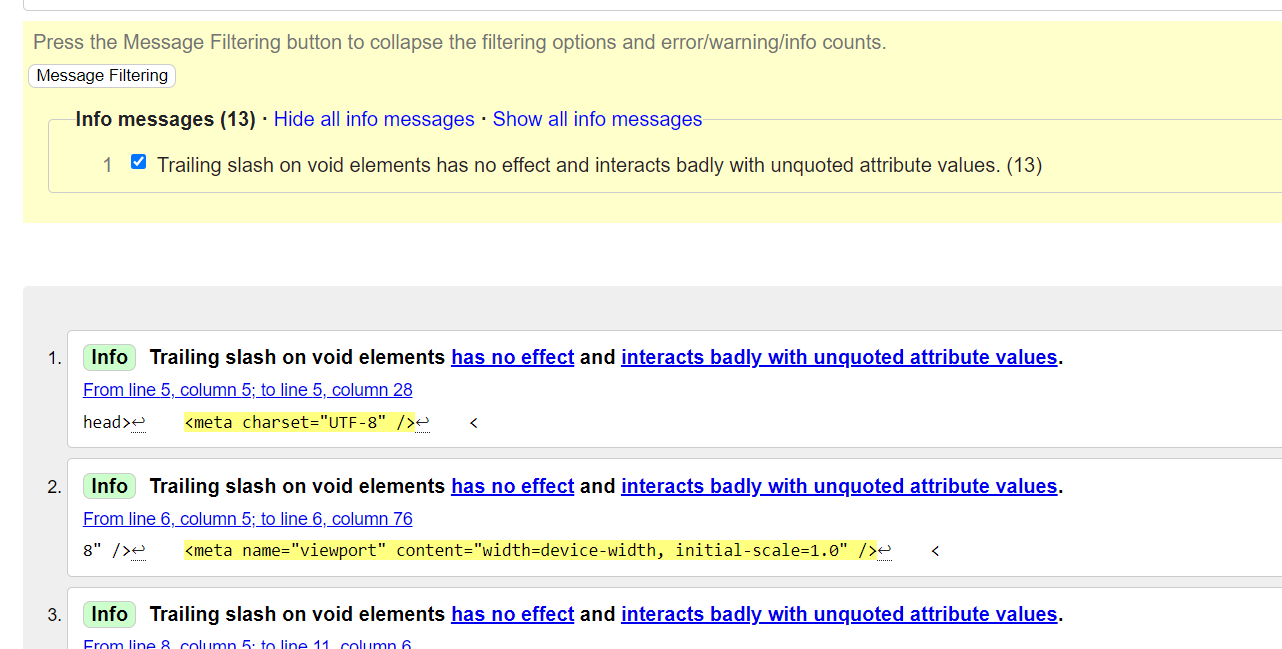 Press the Message Filtering button to collapse the filtering options and error/warning/info counts.
Message Filtering
Info messages (13) · Hide all info messages · Show all info messages
1 Trailing slash on void elements has no effect and interacts badly with unquoted attribute values. (13)
1. Info Trailing slash on void elements has no effect and interacts badly with unquoted attribute values.
From line 5, column 5; to line 5, column 28
head>↩ <meta charset="UTF-8" />↩ <
2. Info Trailing slash on void elements has no effect and interacts badly with unquoted attribute values.
From line 6, column 5; to line 6, column 76
8" />↩ <meta name="viewport" content="width=device-width, initial-scale=1.0" />↩ <
3. Info Trailing slash on void elements has no effect and interacts badly with unquoted attribute values.
From line 8, column 5; to line 11, column 6